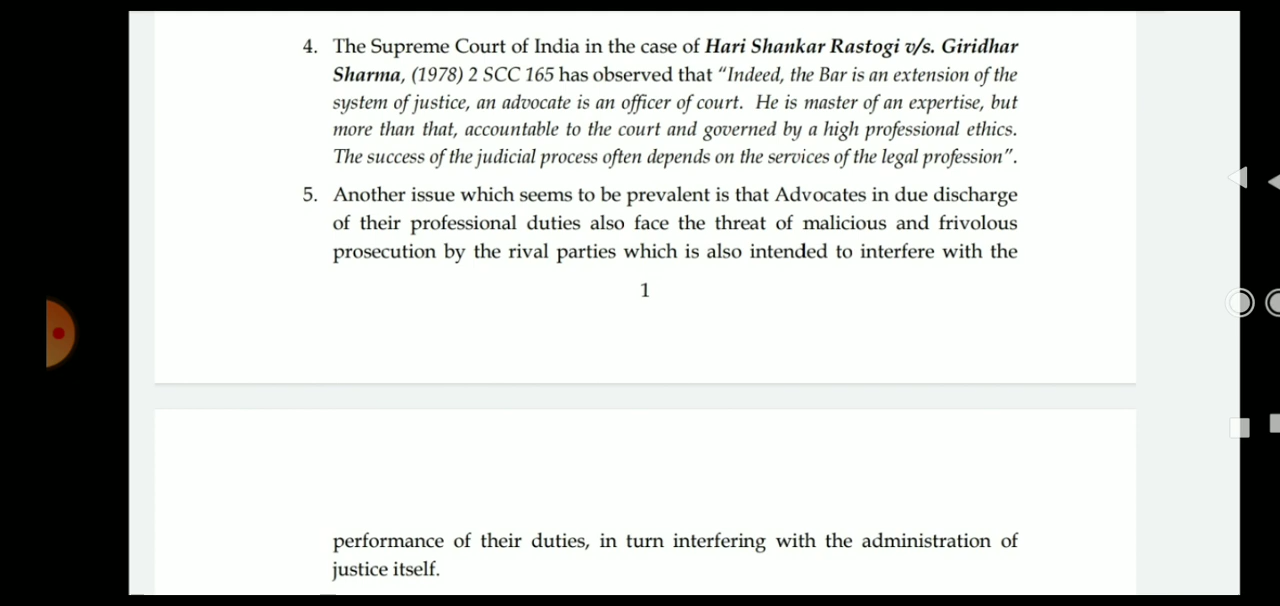 4. The Supreme Court of India in the case of Hari Shankar Rastogi v/s. Giridhar
Sharma, (1978) 2 SCC 165 has observed that “Indeed, the Bar is an extension of the
system of justice, an advocate is an officer of court. He is master of an expertise, but
more than that, accountable to the court and governed by a high professional ethics.
The success of the judicial process often depends on the services of the legal profession”.
5. Another issue which seems to be prevalent is that Advocates in due discharge
of their professional duties also face the threat of malicious and frivolous
prosecution by the rival parties which is also intended to interfere with the
1
performance of their duties, in turn interfering with the administration of
justice itself.